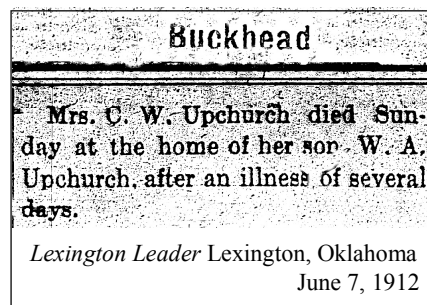 Buckhead
Mrs. C. W. Upchurch died Sun-
day at the home of her son W. A.
Upchurch, after an illness of several
days.
Lexington Leader Lexington, Oklahoma
June 7, 1912